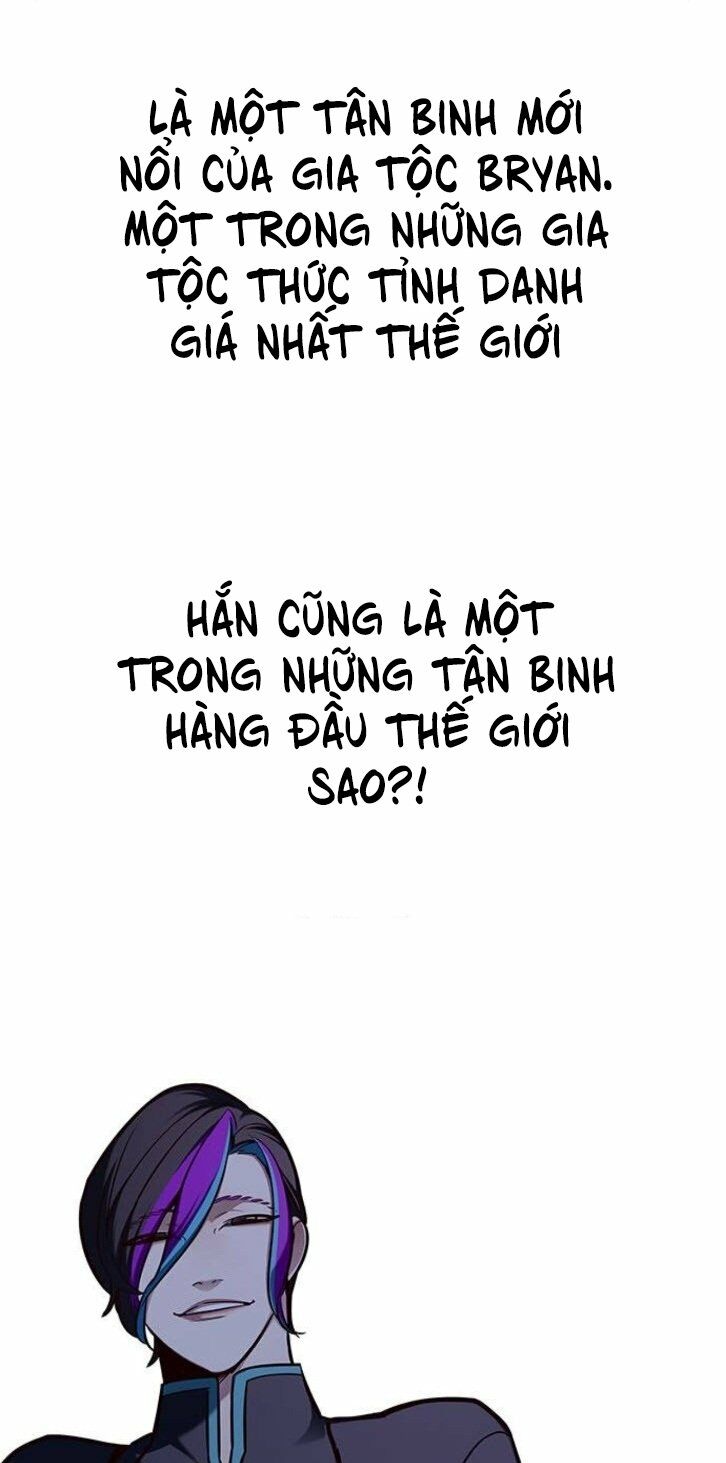 LÀ MỘT TÂN BINH MỚI
NỔI CỦA GIA TỘC BRYAN.
MỘT TRONG NHỮNG GIA
TỘC THỨC TỈNH DANH
GIÁ NHẤT THẾ GIỚI
HẮN CŨNG LÀ MỘT
TRONG NHỮNG TÂN BINH
HÀNG ĐẦU THẾ GIỚI
SAO?!